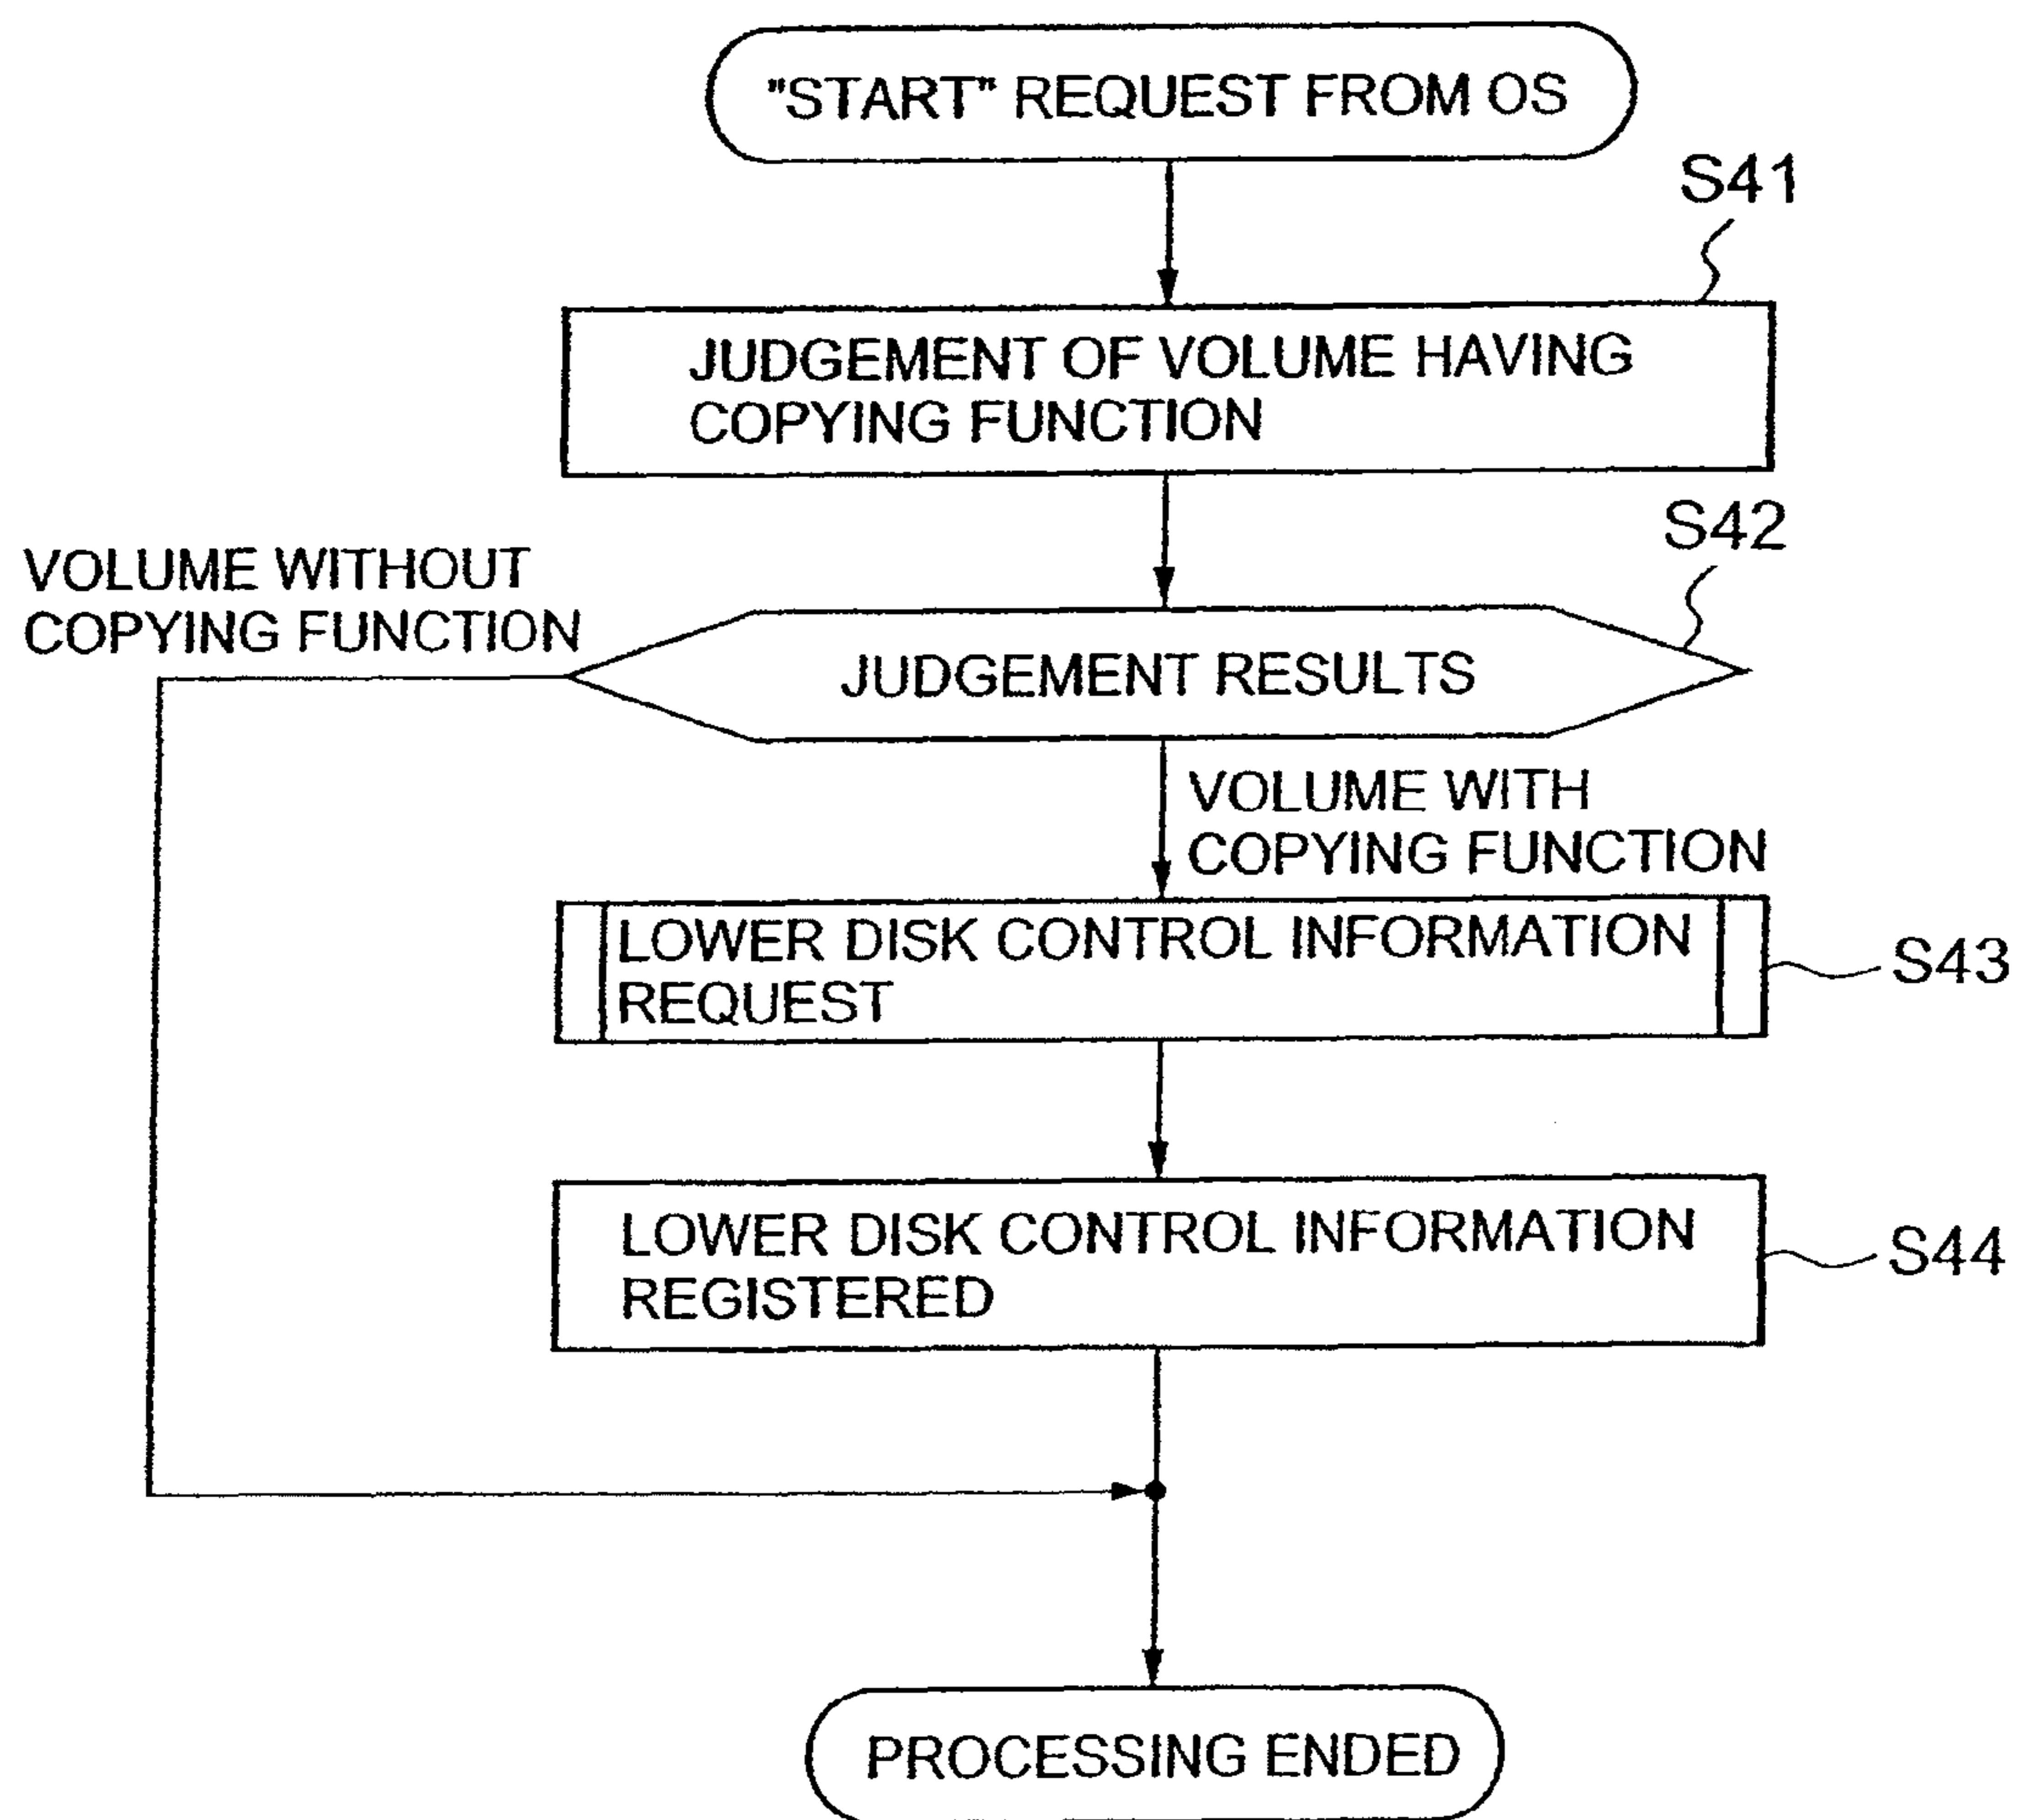 "START" REQUEST FROM OS
S41
JUDGEMENT OF VOLUME HAVING
COPYING FUNCTION
S42
VOLUME WITHOUT
COPYING FUNCTION
JUDGEMENT RESULTS
VOLUME WITH
COPYING FUNCTION
LOWER DISK CONTROL INFORMATION
REQUEST
S43
LOWER DISK CONTROL INFORMATION
REGISTERED
S44
PROCESSING ENDED